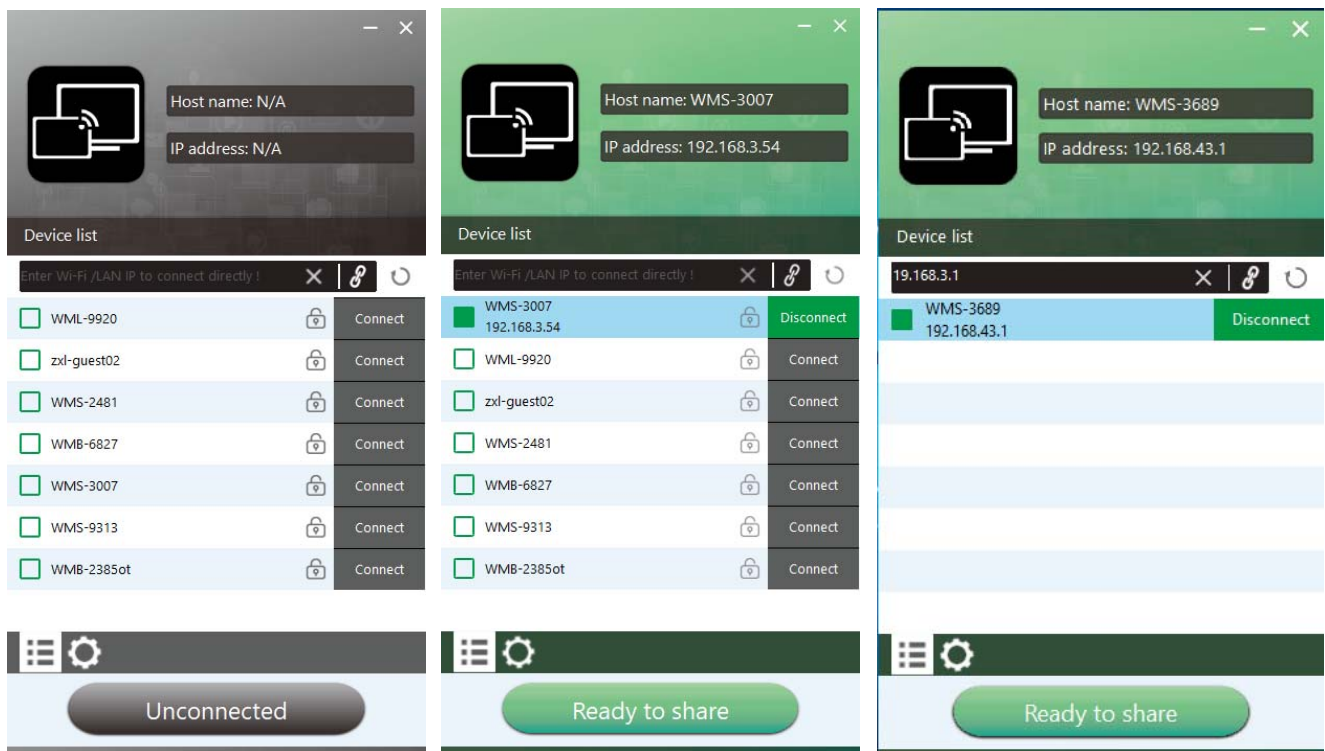 Host name: N/A
IP address: N/A
Device list
Enter Wi-Fi /LAN IP to connect directly !
WML-9920 Connect
zxl-guest02 Connect
WMS-2481 Connect
WMB-6827 Connect
WMS-3007 Connect
WMS-9313 Connect
WMB-2385ot Connect
Unconnected
Host name: WMS-3007
IP address: 192.168.3.54
Device list
Enter Wi-Fi /LAN IP to connect directly !
WMS-3007
192.168.3.54
Disconnect
WML-9920 Connect
zxl-guest02 Connect
WMS-2481 Connect
WMB-6827 Connect
WMS-9313 Connect
WMB-2385ot Connect
Ready to share
Host name: WMS-3689
IP address: 192.168.43.1
Device list
19.168.3.1
WMS-3689
192.168.43.1
Disconnect
Ready to share